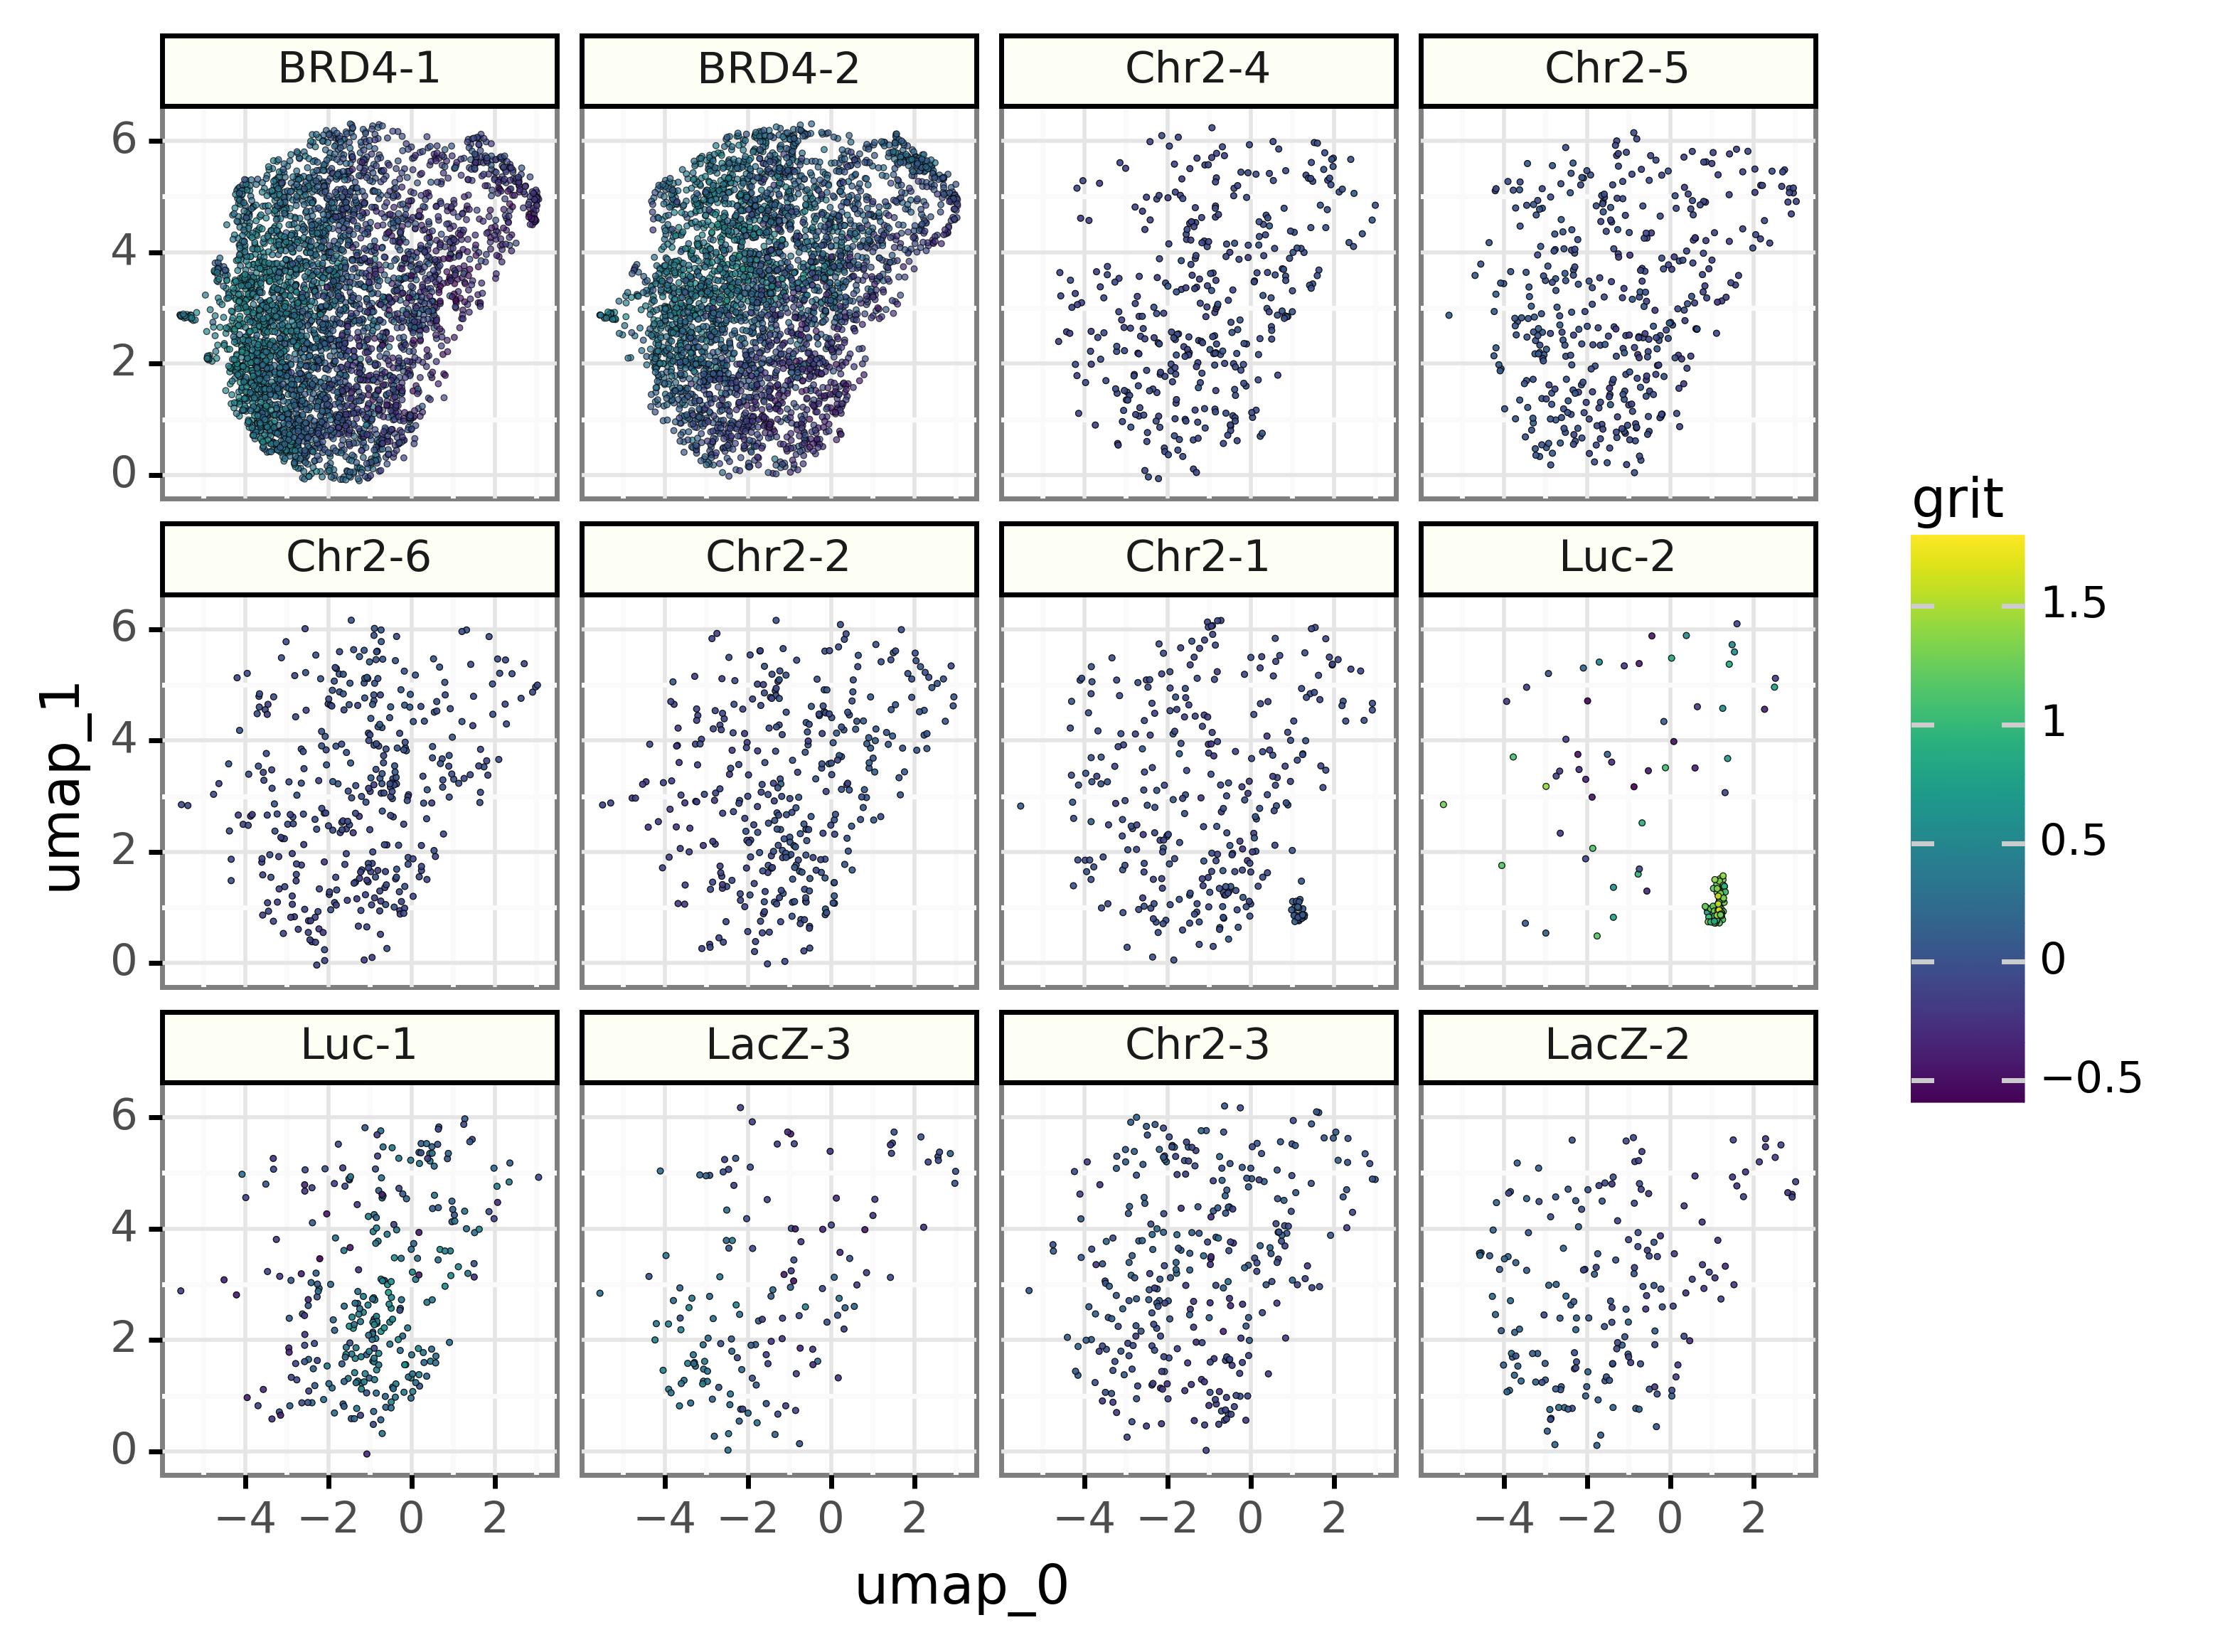 BRD4-1 BRD4-2 Chr2-4 Chr2-5
6
4
2
0
Chr2-6 Chr2-2 Chr2-1 Luc-2
6
4
2
0
Luc-1 LacZ-3 Chr2-3 LacZ-2
6
4
2
0
−4 −2 0 2 −4 −2 0 2 −4 −2 0 2 −4 −2 0 2
umap_0
umap_1
grit
1.5
1
0.5
0
−0.5